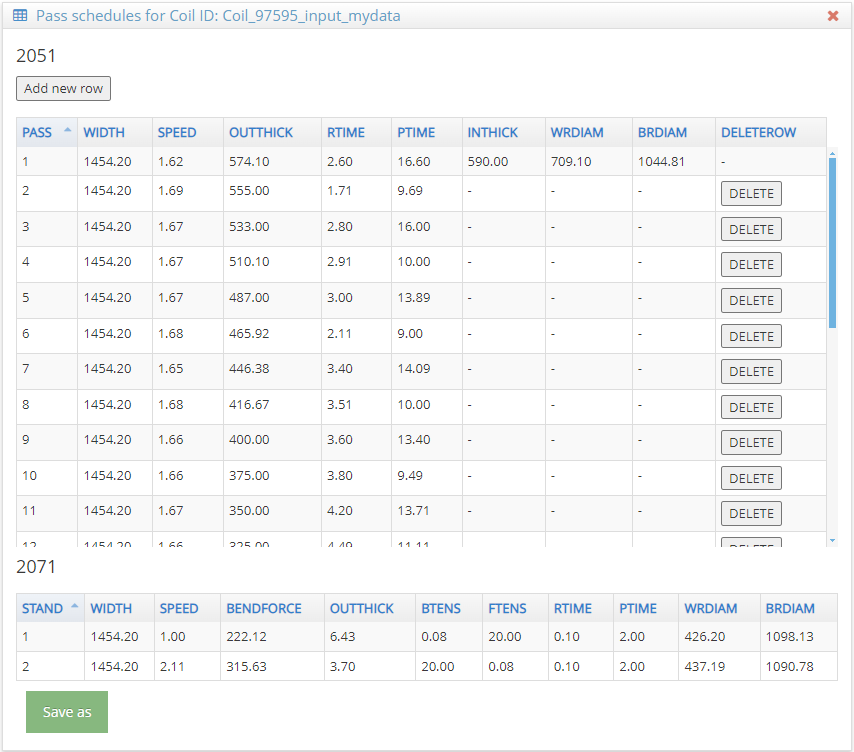 Pass schedules for Coil ID: Coil_97595_input_mydata
2051
Add new row
PASS WIDTH SPEED OUTTHICK RTIME PTIME INTHICK WRDIAM BRDIAM DELETEROW
1 1454.20 1.62 574.10 2.60 16.60 590.00 709.10 1044.81 -
2 1454.20 1.69 555.00 1.71 9.69 - - - DELETE
3 1454.20 1.67 533.00 2.80 16.00 - - - DELETE
4 1454.20 1.67 510.10 2.91 10.00 - - - DELETE
5 1454.20 1.67 487.00 3.00 13.89 - - - DELETE
6 1454.20 1.68 465.92 2.11 9.00 - - - DELETE
7 1454.20 1.65 446.38 3.40 14.09 - - - DELETE
8 1454.20 1.68 416.67 3.51 10.00 - - - DELETE
9 1454.20 1.66 400.00 3.60 13.40 - - - DELETE
10 1454.20 1.66 375.00 3.80 9.49 - - - DELETE
11 1454.20 1.67 350.00 4.20 13.71 - - - DELETE
12 1454.20 1.66 325.00 4.49 11.11 DELETE
2071
STAND WIDTH SPEED BENDFORCE OUTTHICK BTENS FTENS RTIME PTIME WRDIAM BRDIAM
1 1454.20 1.00 222.12 6.43 0.08 20.00 0.10 2.00 426.20 1098.13
2 1454.20 2.11 315.63 3.70 20.00 0.08 0.10 2.00 437.19 1090.78
Save as